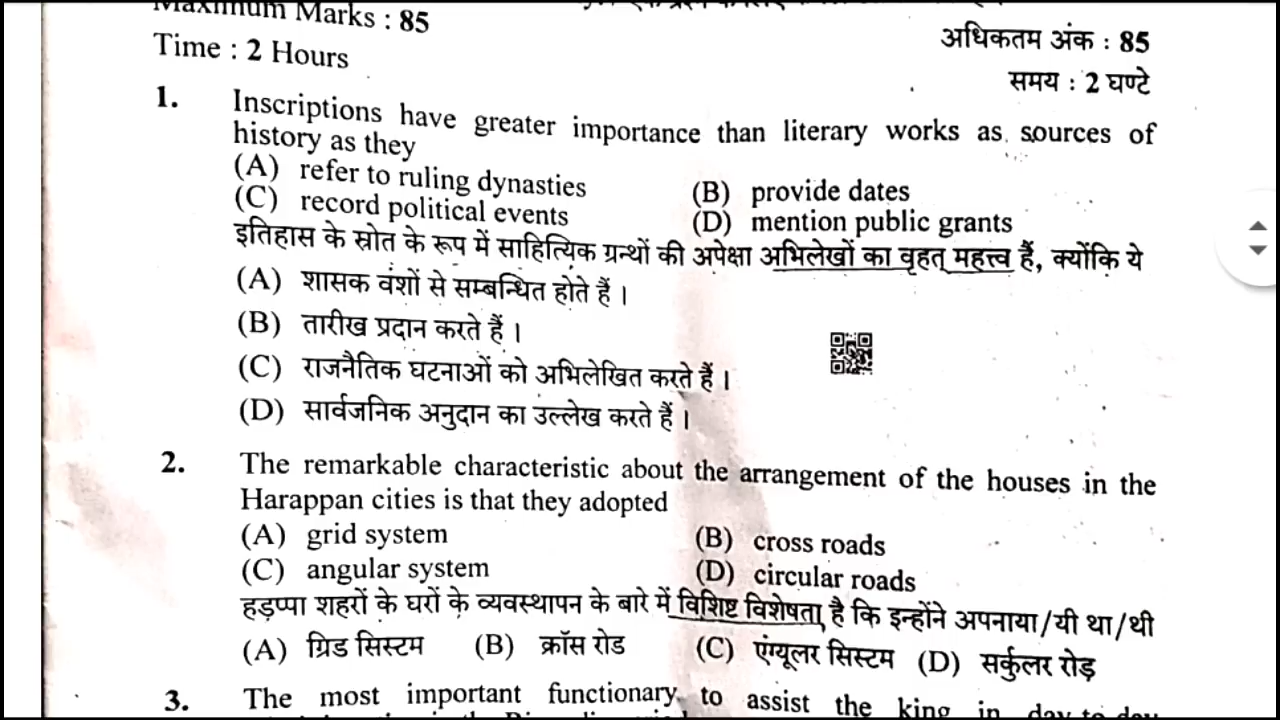 Maximum Marks : 85
अधिकतम अंक : 85
Time : 2 Hours
समय : 2 घण्टे
1. Inscriptions have greater importance than literary works as sources of
history as they
(A) refer to ruling dynasties (B) provide dates
(C) record political events (D) mention public grants
इतिहास के स्रोत के रूप में साहित्यिक ग्रन्थों की अपेक्षा अभिलेखों का वृहत् महत्त्व हैं, क्योंकि ये
(A) शासक वंशों से सम्बन्धित होते हैं ।
(B) तारीख प्रदान करते हैं ।
(C) राजनैतिक घटनाओं को अभिलेखित करते हैं ।
(D) सार्वजनिक अनुदान का उल्लेख करते हैं ।
2. The remarkable characteristic about the arrangement of the houses in the
Harappan cities is that they adopted
(A) grid system (B) cross roads
(C) angular system (D) circular roads
हड़प्पा शहरों के घरों के व्यवस्थापन के बारे में विशिष्ट विशेषता है कि इन्होंने अपनाया/यी था/थी
(A) ग्रिड सिस्टम (B) क्रॉस रोड (C) एंग्यूलर सिस्टम (D) सर्कुलर रोड़
3. The most important functionary to assist the king in day to day